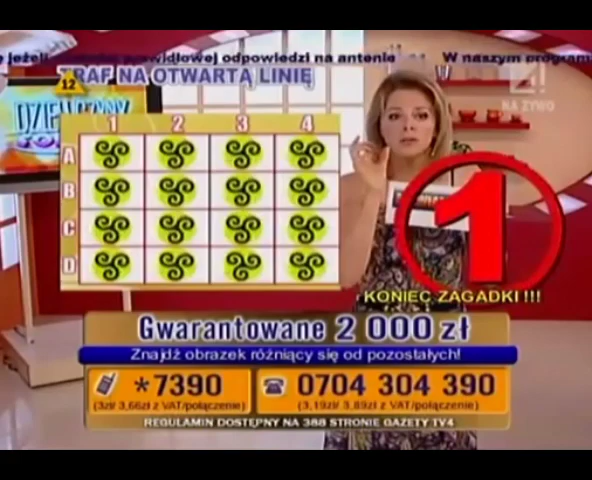 jeżeli prawidłowej odpowiedzi na antenie W naszym program
12
TRAF NA OTWARTĄ LINIĘ
4!
NA ŻYWO
1 2 3 4
A
B
C
D
1
KONIEC ZAGADKI !!!
Gwarantowane 2 000 zł
Znajdź obrazek różniący się od pozostałych!
*7390
(3zł/ 3,66zł z VAT/połączenie)
0704 304 390
(3,19zł/ 3,89zł z VAT/połączenie)
REGULAMIN DOSTĘPNY NA 388 STRONIE GAZETY TV4